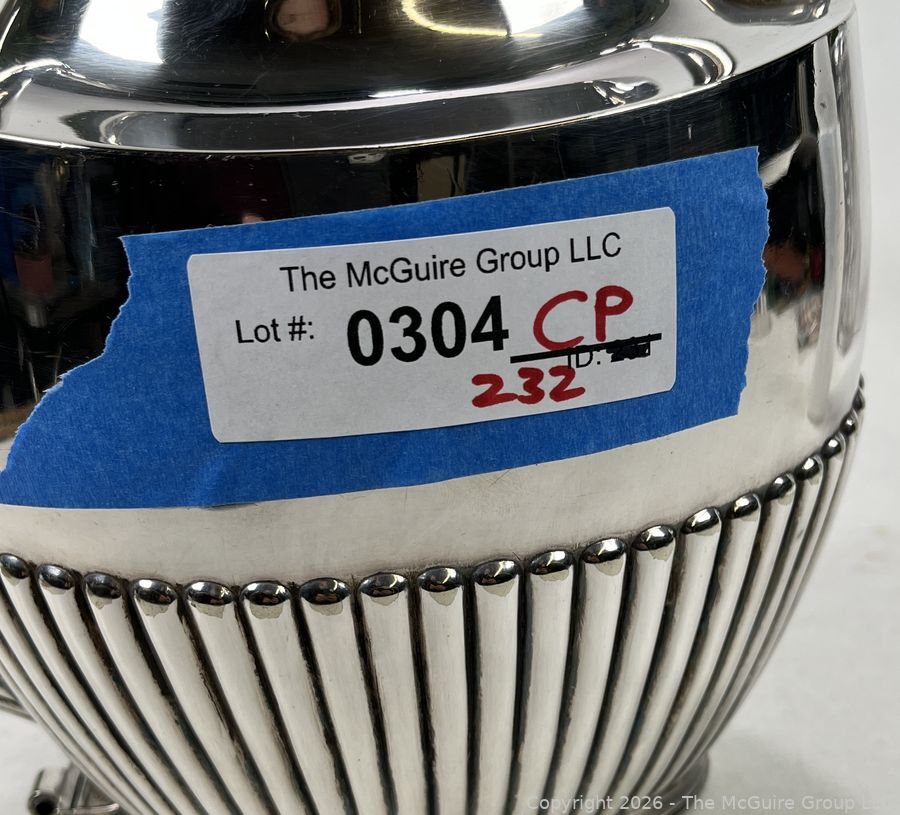 The McGuire Group LLC
Lot #: 0304 CP
ID:
232
Copyright 2026 - The McGuire Group LLC